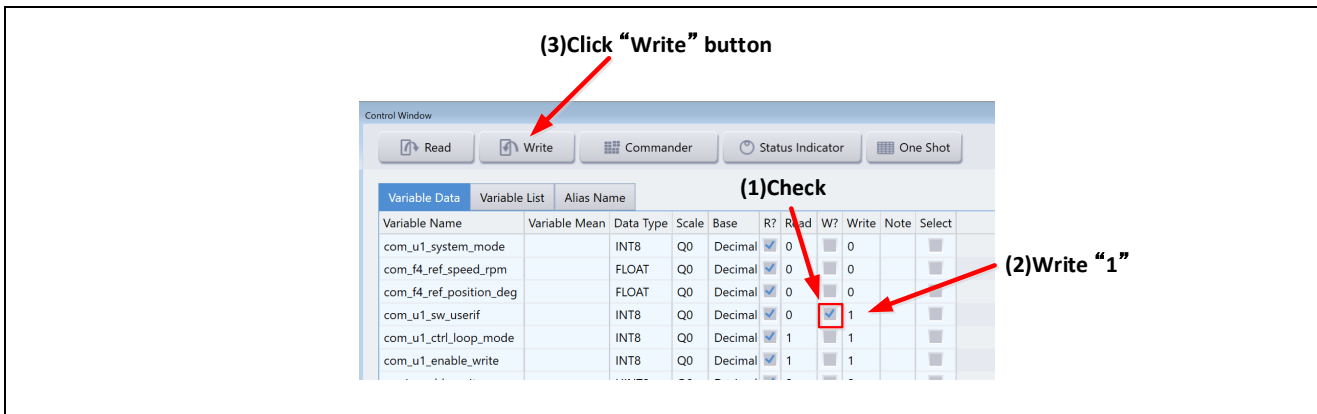 (3)Click “Write” button
Control Window
Read Write Commander Status Indicator One Shot
(1)Check
Variable Data Variable List Alias Name
Variable Name Variable Mean Data Type Scale Base R? Read W? Write Note Select
com_u1_system_mode INT8 Q0 Decimal 0 0
(2)Write “1”
com_f4_ref_speed_rpm FLOAT Q0 Decimal 0 0
com_f4_ref_position_deg FLOAT Q0 Decimal 0 0
com_u1_sw_userif INT8 Q0 Decimal 0 1
com_u1_ctrl_loop_mode INT8 Q0 Decimal 1 1
com_u1_enable_write INT8 Q0 Decimal 1 1